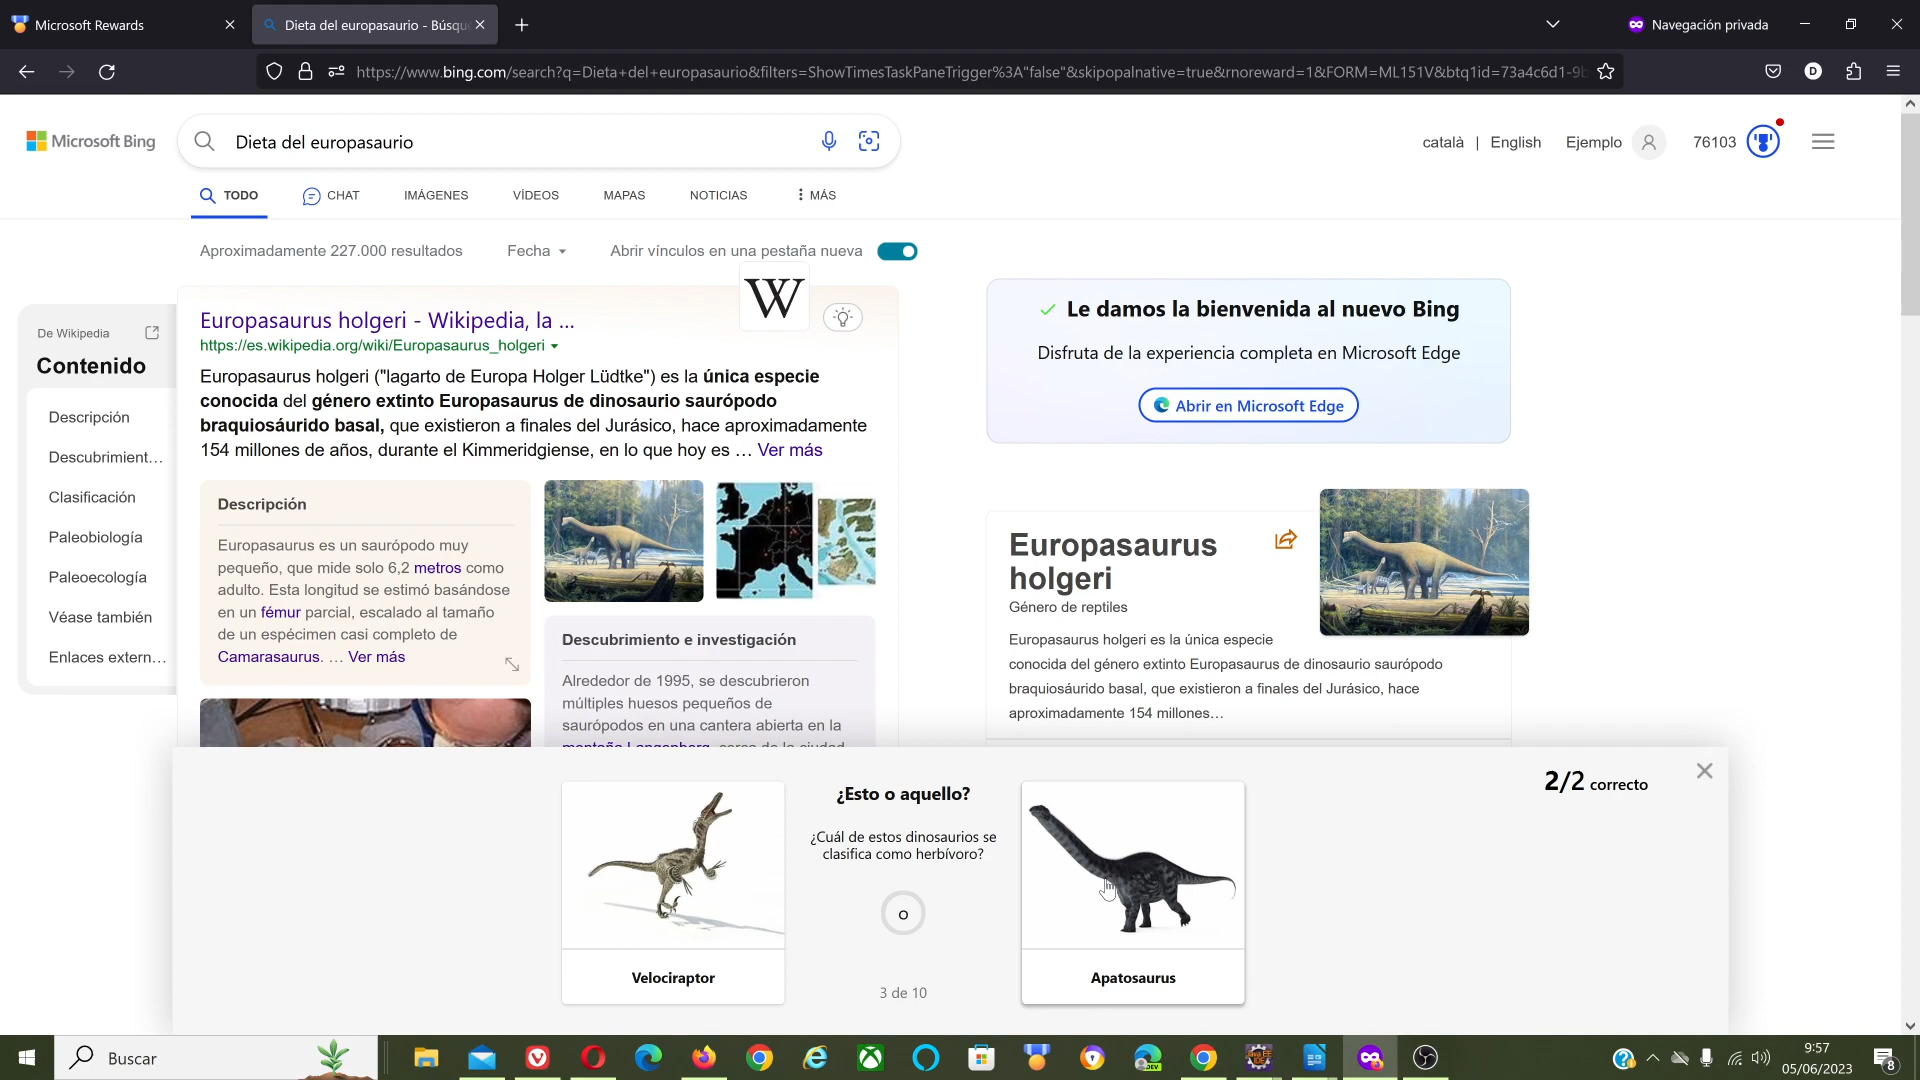 Microsoft Rewards
Dieta del europasaurio - Búsqu
Navegación privada
https://www.bing.com/search?q=Dieta+del+europasaurio&filters=ShowTimesTaskPaneTrigger%3A"false"&skipopalnative=true&rnoreward=1&FORM=ML151V&btq1id=73a4c6d1-9b
D
Microsoft Bing
Dieta del europasaurio
català | English
Ejemplo
76103
TODO
CHAT
IMÁGENES
VÍDEOS
MAPAS
NOTICIAS
MÁS
Aproximadamente 227.000 resultados
Fecha
Abrir vínculos en una pestaña nueva
De Wikipedia
Contenido
Descripción
Descubrimient...
Clasificación
Paleobiología
Paleoecología
Véase también
Enlaces extern...
W
Europasaurus holgeri - Wikipedia, la ...
https://es.wikipedia.org/wiki/Europasaurus_holgeri
Europasaurus holgeri ("lagarto de Europa Holger Lüdtke") es la única especie
conocida del género extinto Europasaurus de dinosaurio saurópodo
braquiosáurido basal, que existieron a finales del Jurásico, hace aproximadamente
154 millones de años, durante el Kimmeridgiense, en lo que hoy es … Ver más
Descripción
Europasaurus es un saurópodo muy
pequeño, que mide solo 6,2 metros como
adulto. Esta longitud se estimó basándose
en un fémur parcial, escalado al tamaño
de un espécimen casi completo de
Camarasaurus. … Ver más
Descubrimiento e investigación
Alrededor de 1995, se descubrieron
múltiples huesos pequeños de
saurópodos en una cantera abierta en la
montaña Langenberg, cerca de la ciudad
Le damos la bienvenida al nuevo Bing
Disfruta de la experiencia completa en Microsoft Edge
Abrir en Microsoft Edge
Europasaurus
holgeri
Género de reptiles
Europasaurus holgeri es la única especie
conocida del género extinto Europasaurus de dinosaurio saurópodo
braquiosáurido basal, que existieron a finales del Jurásico, hace
aproximadamente 154 millones…
¿Esto o aquello?
¿Cuál de estos dinosaurios se
clasifica como herbívoro?
o
3 de 10
Velociraptor
Apatosaurus
2/2 correcto
Buscar
DEV
Java EE
IDE
9:57
05/06/2023
8